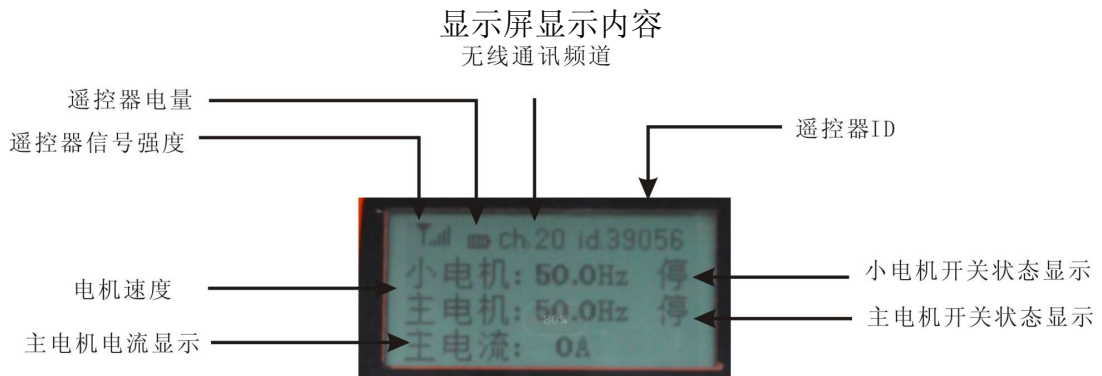 显示屏显示内容
无线通讯频道
遥控器电量
遥控器信号强度
遥控器ID
ch:20 id:39056
小电机: 50.0Hz 停
主电机: 50.0Hz 停
主电流: 0A
80%
电机速度
主电机电流显示
小电机开关状态显示
主电机开关状态显示